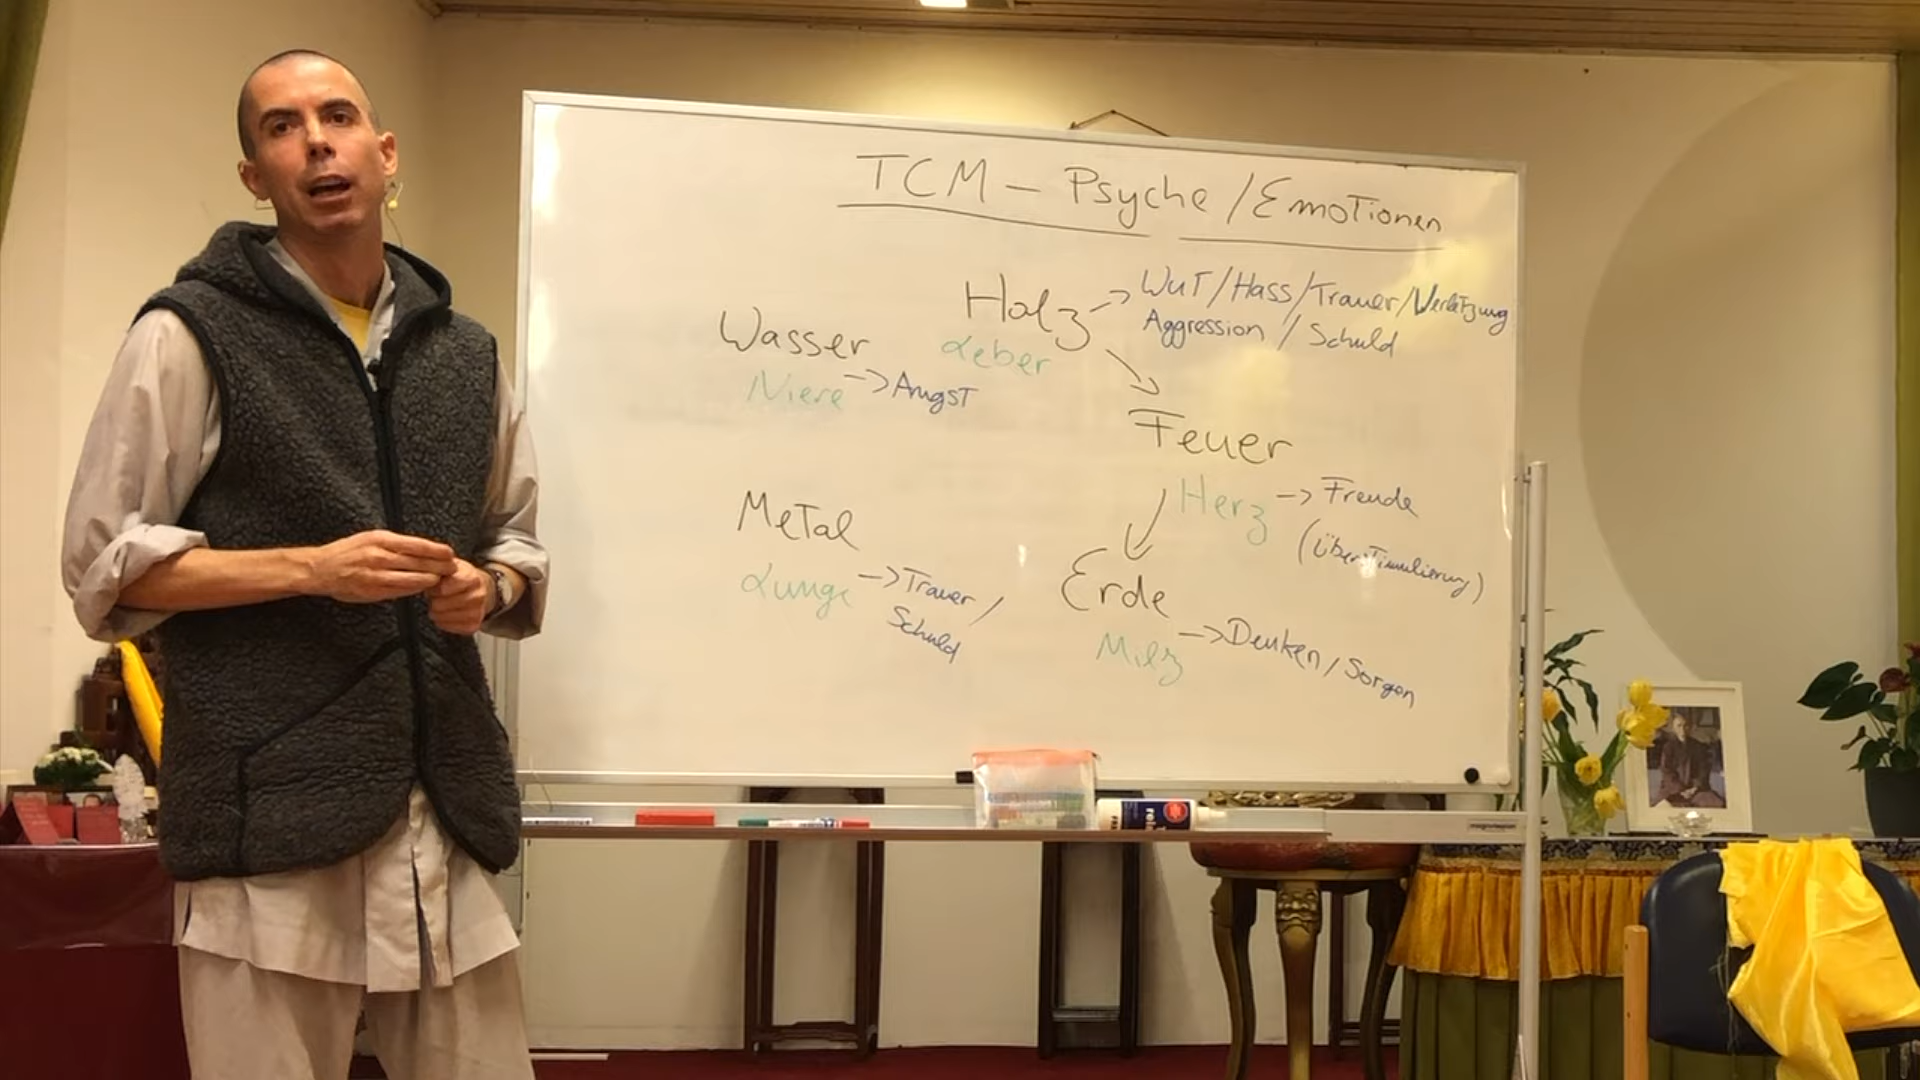 TCM – Psyche / Emotionen
Holz -> Wut / Hass / Trauer / Verletzung
Aggression / Schuld
Leber
Wasser
Niere -> Angst
Feuer
Herz -> Freude
(Überstimulierung)
Metal
Lunge -> Trauer /
Schuld
Erde
Milz -> Denken / Sorgen